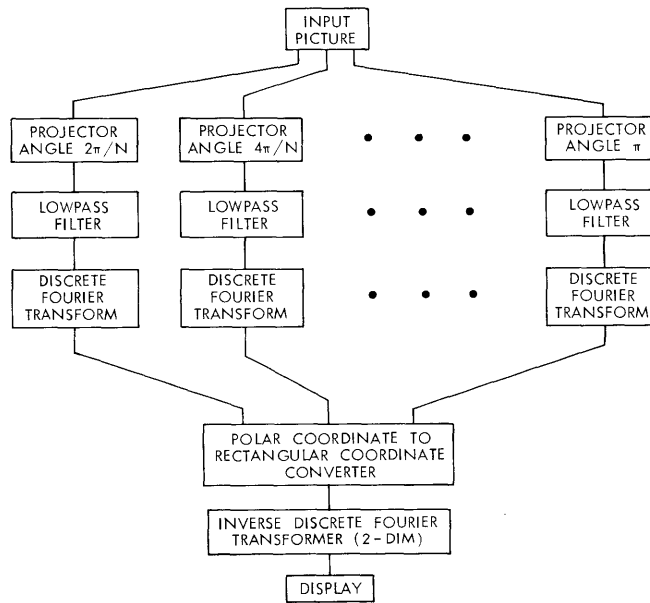 INPUT
PICTURE
PROJECTOR
ANGLE 2π/N
PROJECTOR
ANGLE 4π/N
PROJECTOR
ANGLE π
LOWPASS
FILTER
LOWPASS
FILTER
LOWPASS
FILTER
DISCRETE
FOURIER
TRANSFORM
DISCRETE
FOURIER
TRANSFORM
DISCRETE
FOURIER
TRANSFORM
POLAR COORDINATE TO
RECTANGULAR COORDINATE
CONVERTER
INVERSE DISCRETE FOURIER
TRANSFORMER (2-DIM)
DISPLAY